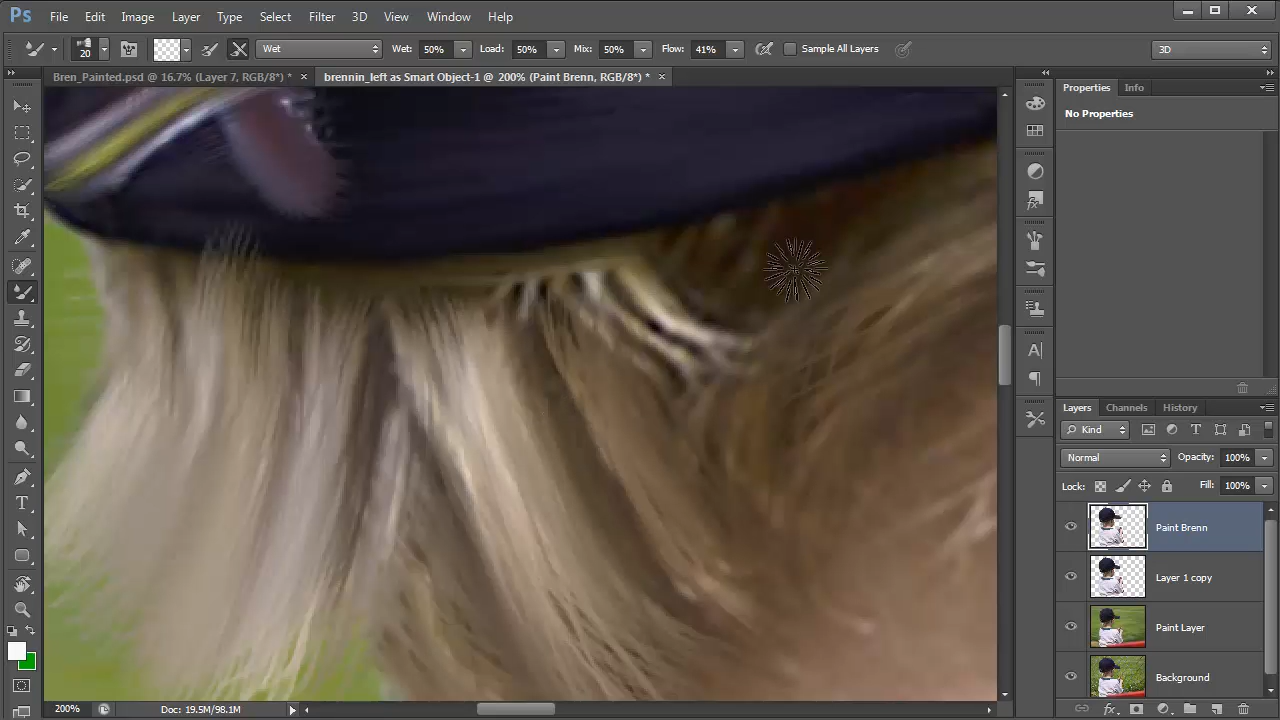 Ps File Edit Image Layer Type Select Filter 3D View Window Help
20 Wet Wet: 50% Load: 50% Mix: 50% Flow: 41% Sample All Layers 3D
Bren_Painted.psd @ 16.7% (Layer 7, RGB/8*) * × brennin_left as Smart Object-1 @ 200% (Paint Brenn, RGB/8*) * ×
Properties Info
No Properties
Layers Channels History
Kind
Normal Opacity: 100%
Lock: Fill: 100%
Paint Brenn
Layer 1 copy
Paint Layer
Background
200% Doc: 19.5M/98.1M